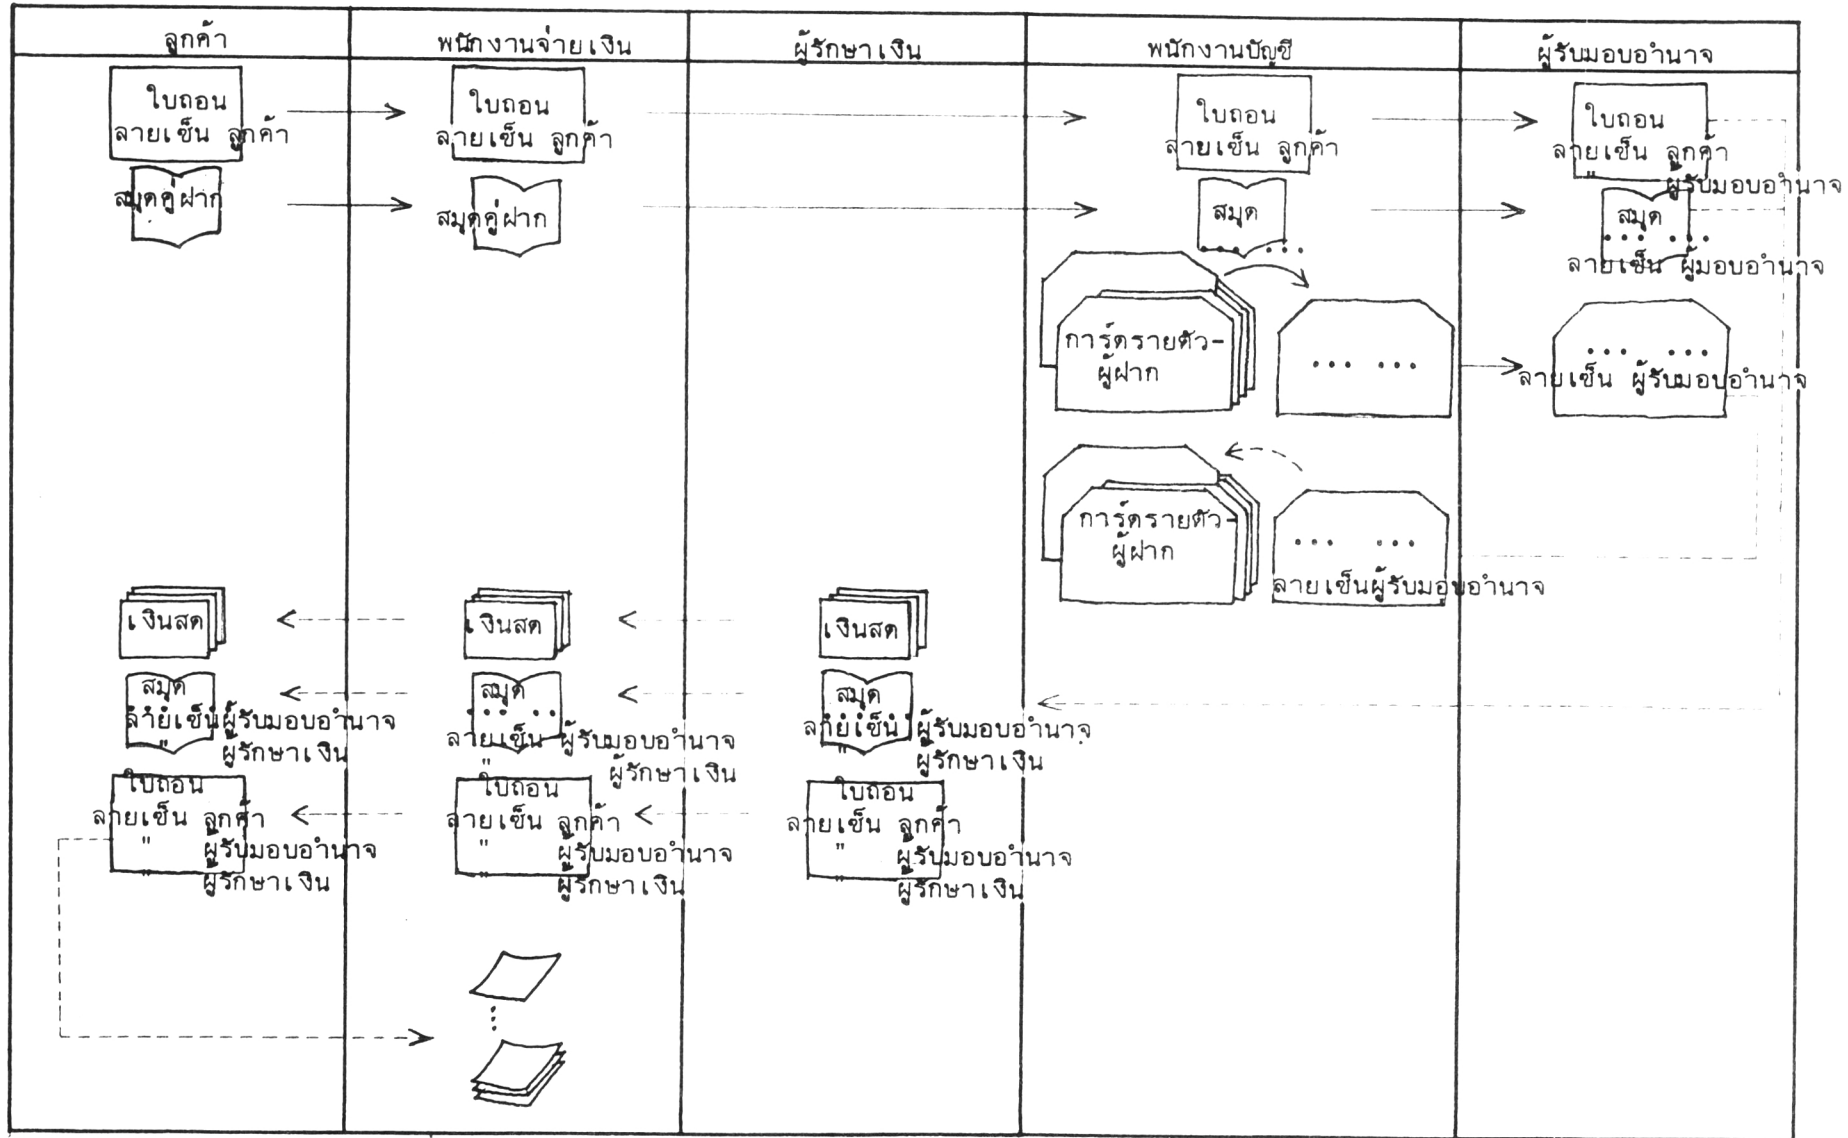 ลูกค้า
พนักงานจ่ายเงิน
ผู้รักษาเงิน
พนักงานบัญชี
ผู้รับมอบอำนาจ
ใบถอน
ลายเซ็น ลูกค้า
ใบถอน
ลายเซ็น ลูกค้า
ใบถอน
ลายเซ็น ลูกค้า
ใบถอน
ลายเซ็น ลูกค้า
" ผู้รับมอบอำนาจ
สมุดคู่ฝาก
สมุดคู่ฝาก
สมุด
... ...
สมุด
... ...
ลายเซ็น ผู้มอบอำนาจ
การ์ดรายตัว-
ผู้ฝาก
... ...
... ...
ลายเซ็น ผู้รับมอบอำนาจ
การ์ดรายตัว-
ผู้ฝาก
... ...
ลายเซ็นผู้รับมอบอำนาจ
เงินสด
เงินสด
เงินสด
สมุด
ลายเซ็น ผู้รับมอบอำนาจ
" ผู้รักษาเงิน
สมุด
... ..
ลายเซ็น ผู้รับมอบอำนาจ
" ผู้รักษาเงิน
สมุด
ลายเซ็น ผู้รับมอบอำนาจ
" ผู้รักษาเงิน
ใบถอน
ลายเซ็น ลูกค้า
" ผู้รับมอบอำนาจ
" ผู้รักษาเงิน
ใบถอน
ลายเซ็น ลูกค้า
" ผู้รับมอบอำนาจ
" ผู้รักษาเงิน
ใบถอน
ลายเซ็น ลูกค้า
" ผู้รับมอบอำนาจ
" ผู้รักษาเงิน